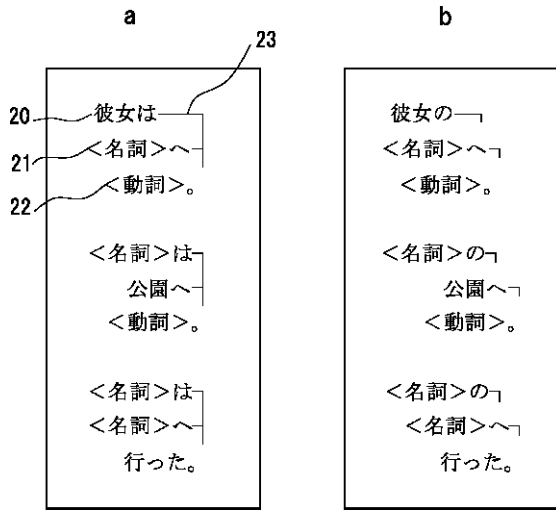 a
b
23
20
彼女は
21
<名詞>へ
22
<動詞>。
<名詞>は
公園へ
<動詞>。
<名詞>は
<名詞>へ
行った。
彼女の
<名詞>へ
<動詞>。
<名詞>の
公園へ
<動詞>。
<名詞>の
<名詞>へ
行った。